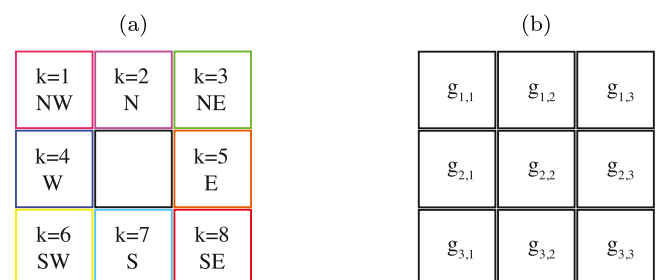 (a)
k=1 k=2 k=3
NW N NE
k=4 k=5
W E
k=6 k=7 k=8
SW S SE
(b)
g1,1 g1,2 g1,3
g2,1 g2,2 g2,3
g3,1 g3,2 g3,3